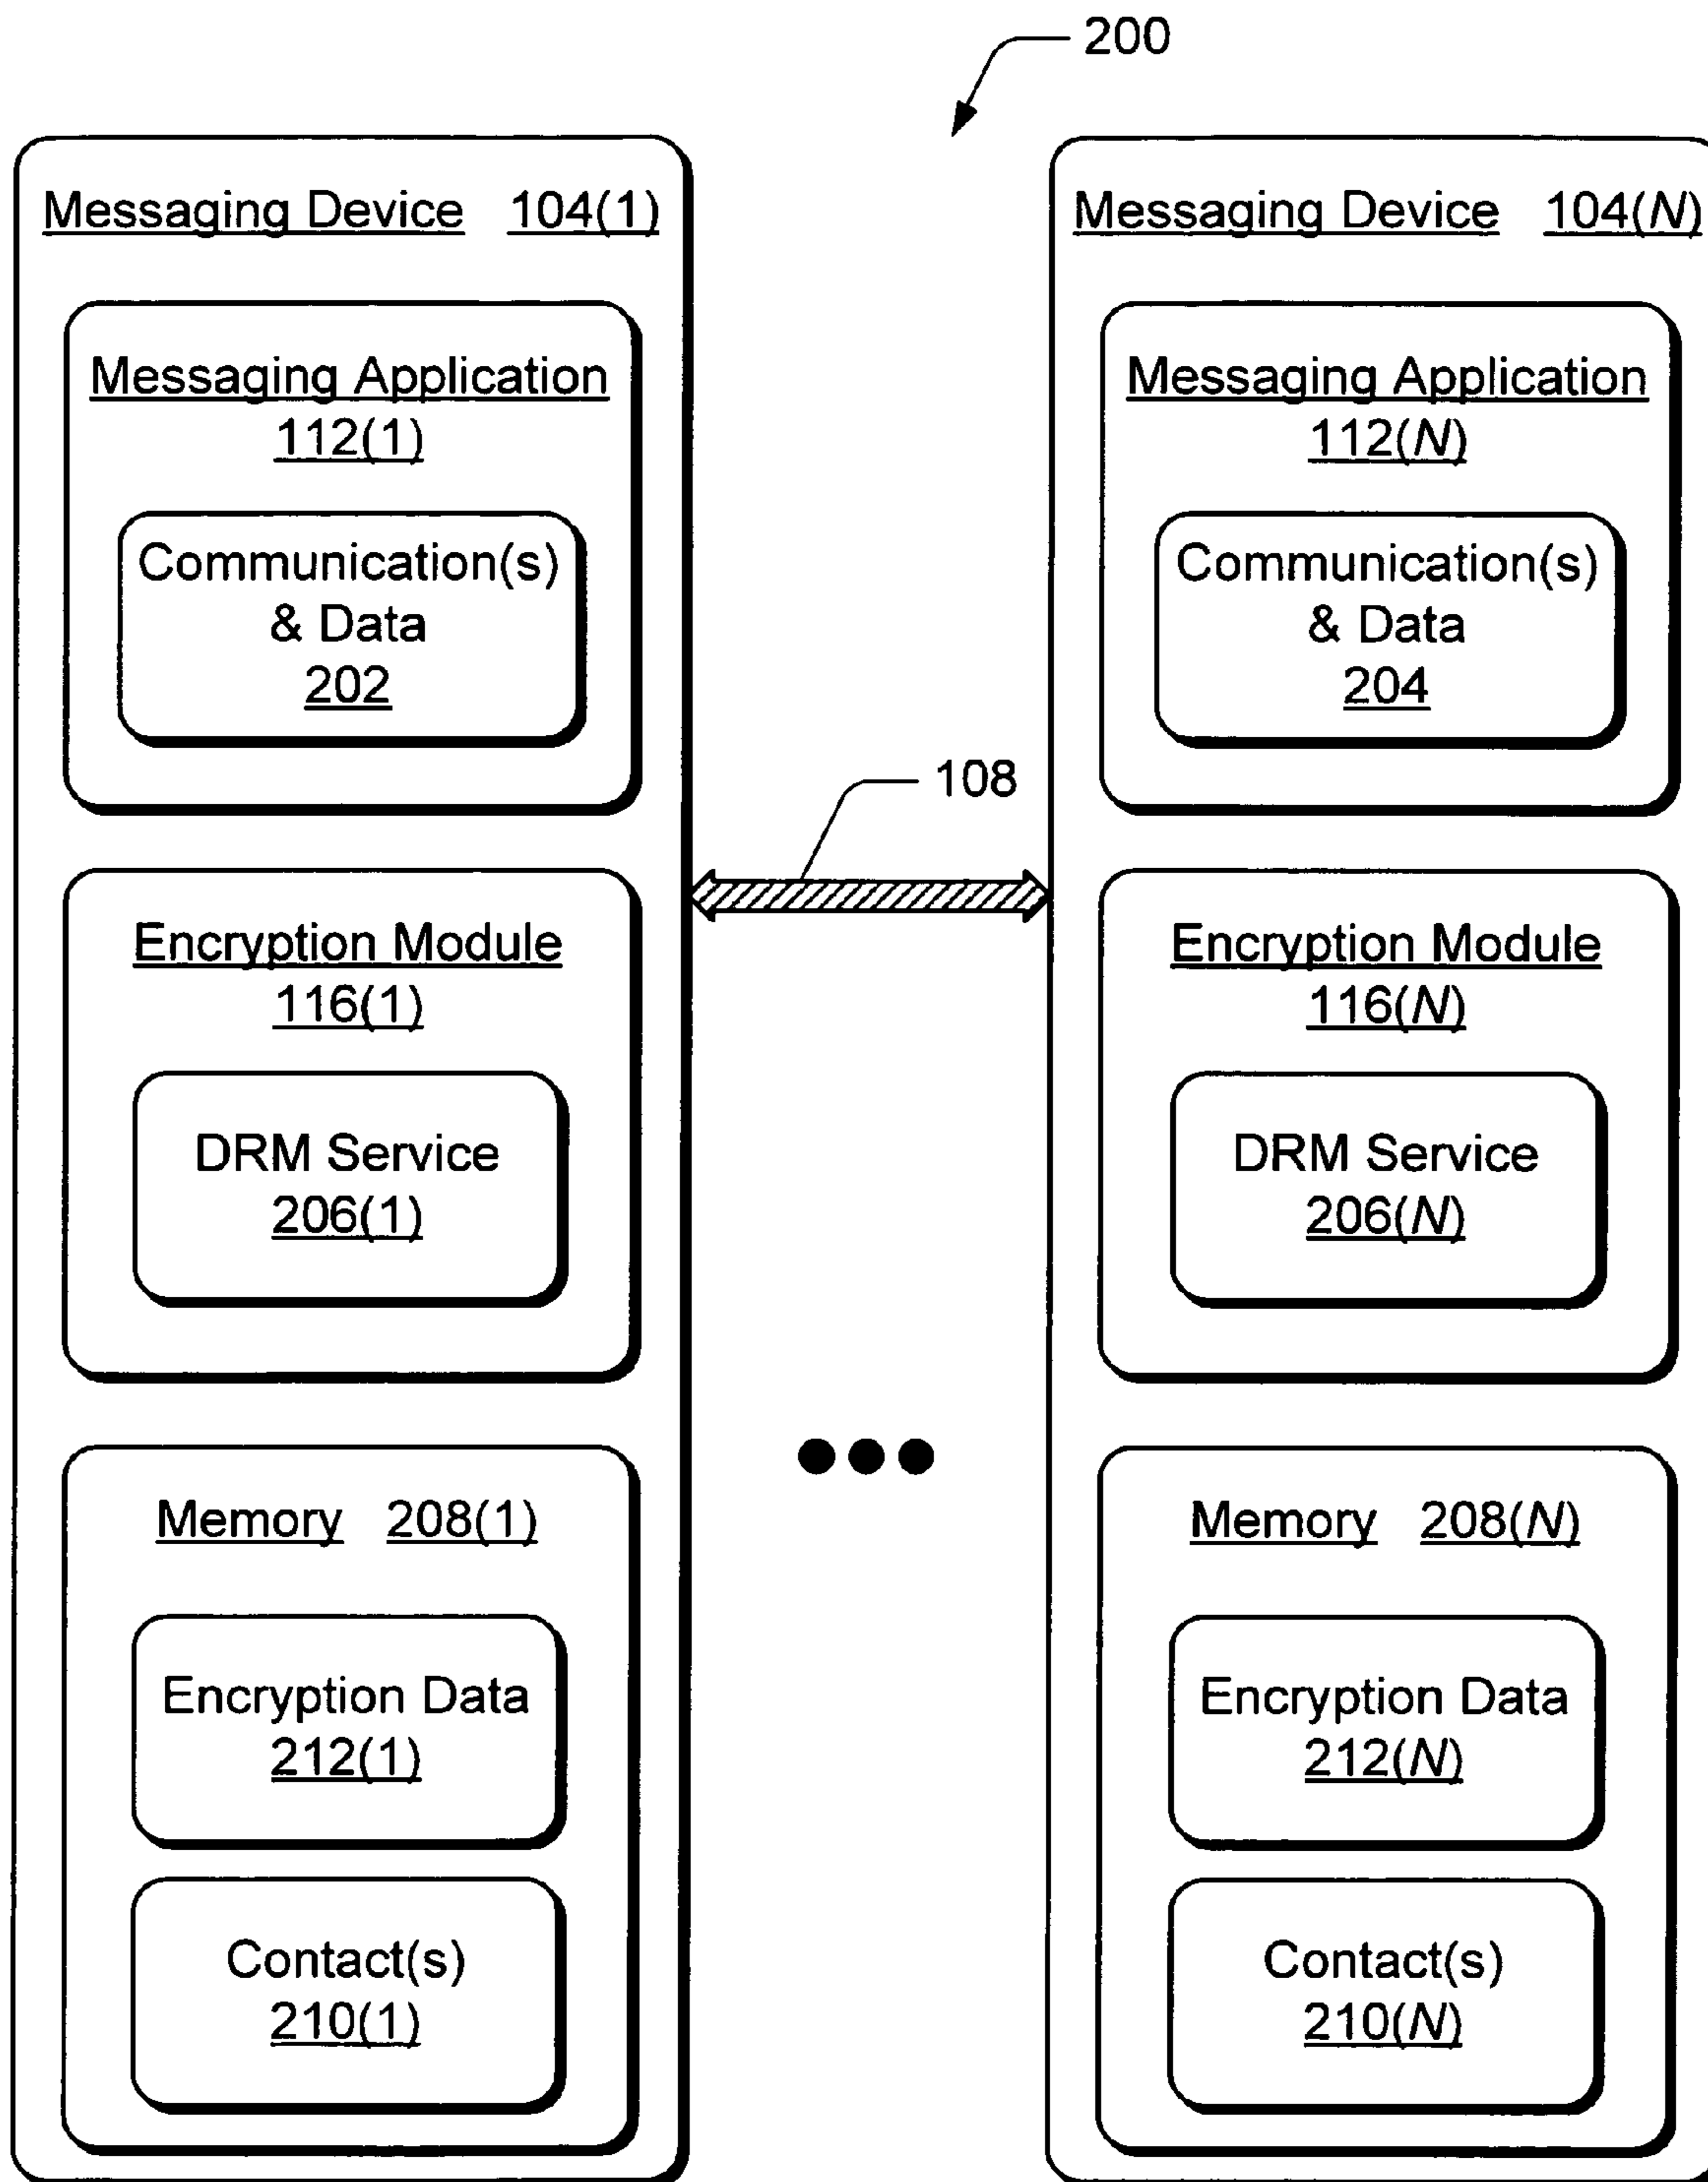 200
Messaging Device 104(1)
Messaging Application
112(1)
Communication(s)
& Data
202
Encryption Module
116(1)
DRM Service
206(1)
Memory 208(1)
Encryption Data
212(1)
Contact(s)
210(1)
108
Messaging Device 104(N)
Messaging Application
112(N)
Communication(s)
& Data
204
Encryption Module
116(N)
DRM Service
206(N)
Memory 208(N)
Encryption Data
212(N)
Contact(s)
210(N)